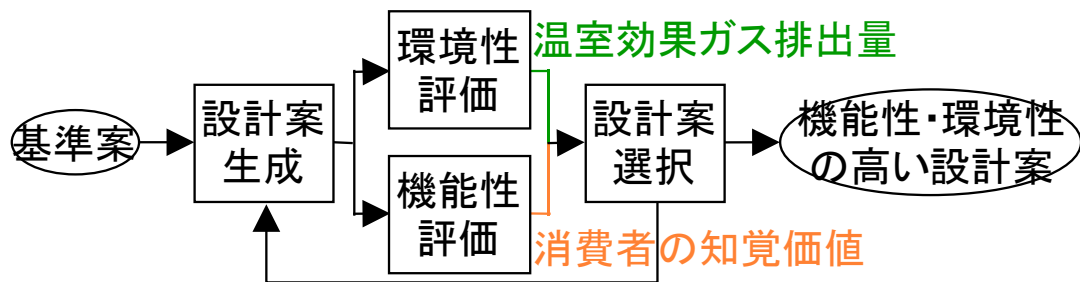 基準案
設計案
生成
環境性
評価
温室効果ガス排出量
機能性
評価
消費者の知覚価値
設計案
選択
機能性・環境性
の高い設計案